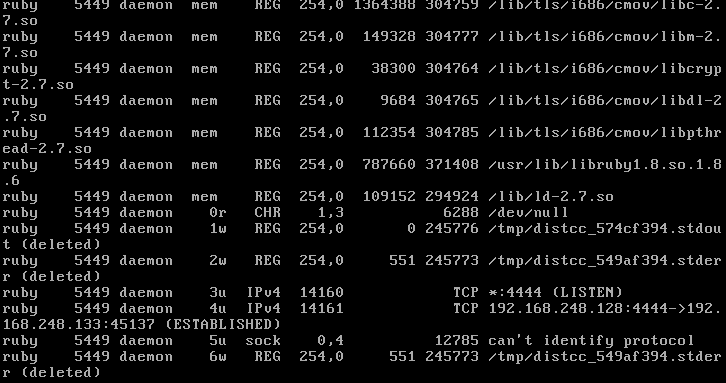 ruby     5449 daemon  mem    REG  254,0 1364388 304759 /lib/tls/i686/cmov/libc-2.
7.so
ruby     5449 daemon  mem    REG  254,0  149328 304777 /lib/tls/i686/cmov/libm-2.
7.so
ruby     5449 daemon  mem    REG  254,0   38300 304764 /lib/tls/i686/cmov/libcryp
t-2.7.so
ruby     5449 daemon  mem    REG  254,0    9684 304765 /lib/tls/i686/cmov/libdl-2
.7.so
ruby     5449 daemon  mem    REG  254,0  112354 304785 /lib/tls/i686/cmov/libpthr
ead-2.7.so
ruby     5449 daemon  mem    REG  254,0  787660 371408 /usr/lib/libruby1.8.so.1.8
.6
ruby     5449 daemon  mem    REG  254,0  109152 294924 /lib/ld-2.7.so
ruby     5449 daemon    0r   CHR    1,3           6288 /dev/null
ruby     5449 daemon    1w   REG  254,0       0 245776 /tmp/distcc_574cf394.stdou
t (deleted)
ruby     5449 daemon    2w   REG  254,0     551 245773 /tmp/distcc_549af394.stder
r (deleted)
ruby     5449 daemon    3u  IPv4  14160            TCP *:4444 (LISTEN)
ruby     5449 daemon    4u  IPv4  14161            TCP 192.168.248.128:4444->192.
168.248.133:45137 (ESTABLISHED)
ruby     5449 daemon    5u  sock    0,4          12785 can't identify protocol
ruby     5449 daemon    6w   REG  254,0     551 245773 /tmp/distcc_549af394.stder
r (deleted)